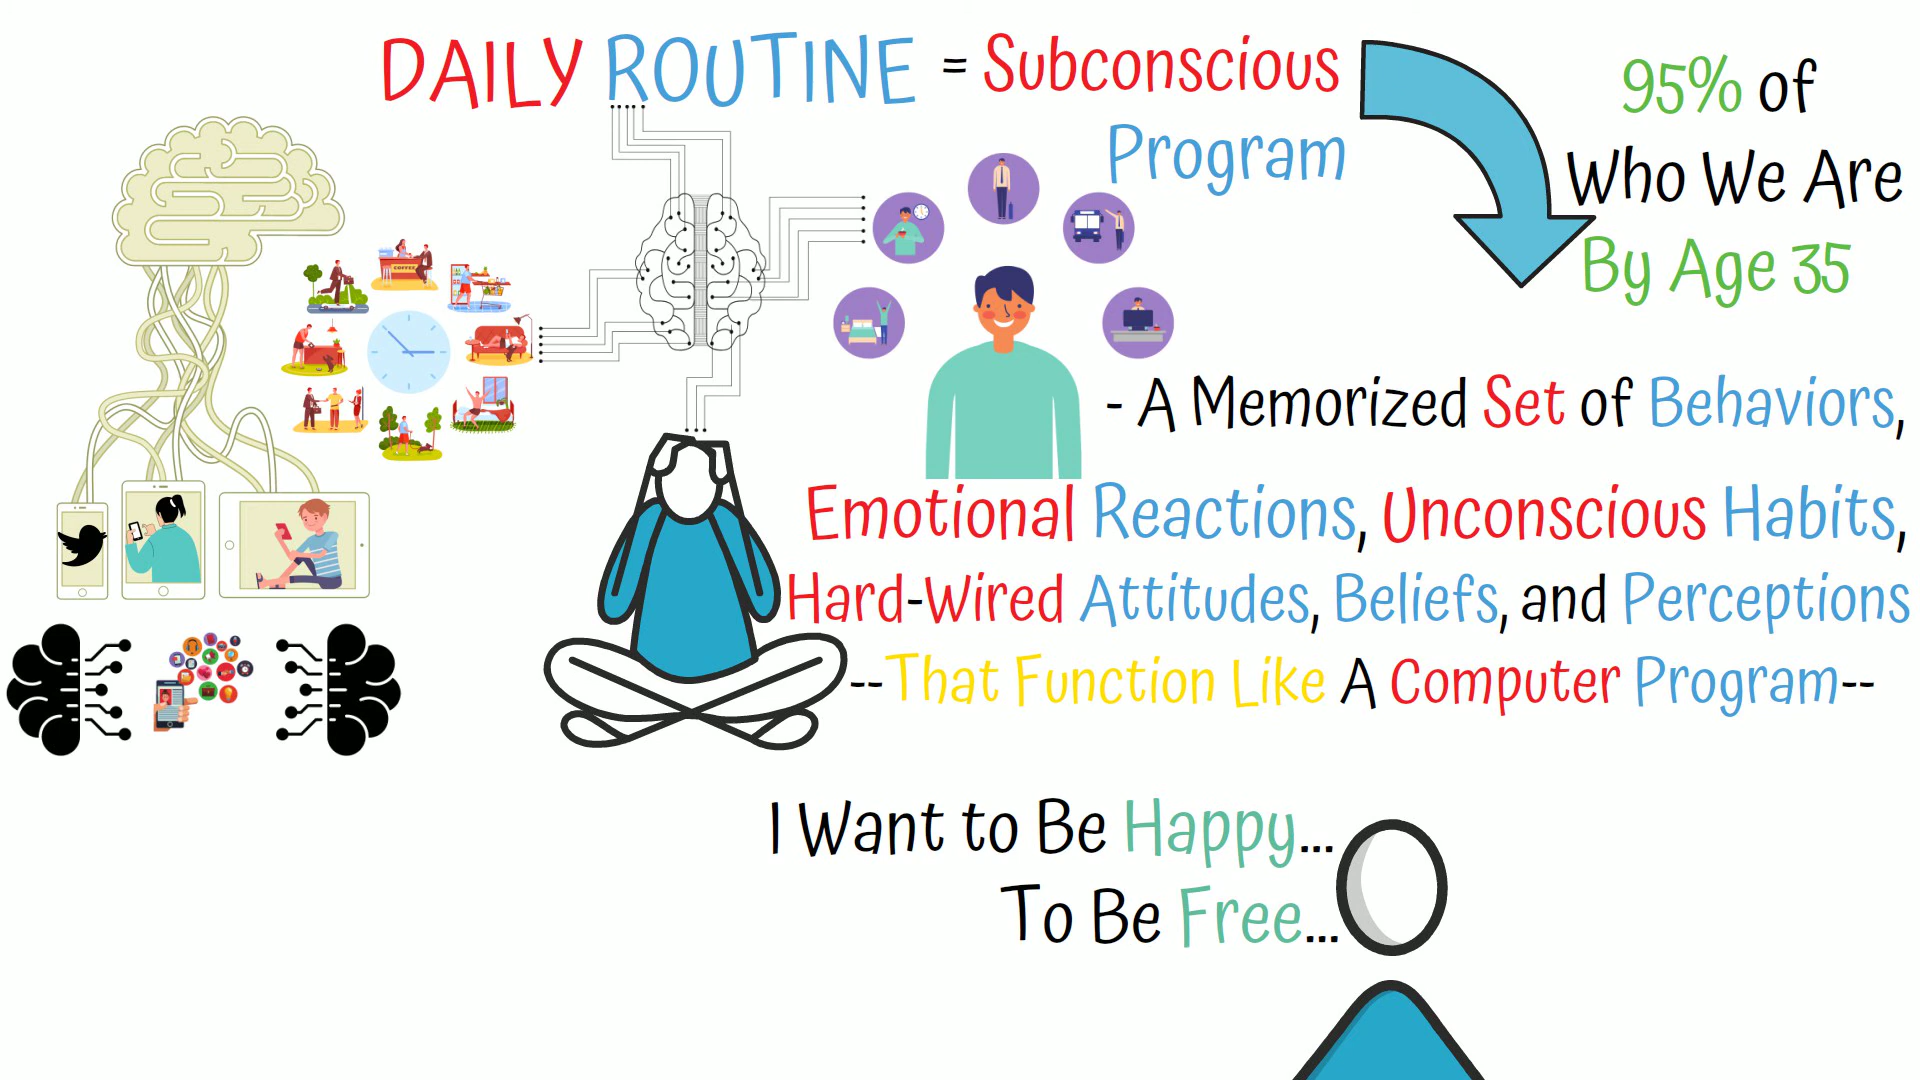 DAILY ROUTINE = Subconscious
Program
95% of
Who We Are
By Age 35
COFFEE
- A Memorized Set of Behaviors,
Emotional Reactions, Unconscious Habits,
Hard-Wired Attitudes, Beliefs, and Perceptions
--That Function Like A Computer Program--
I Want to Be Happy...
To Be Free...